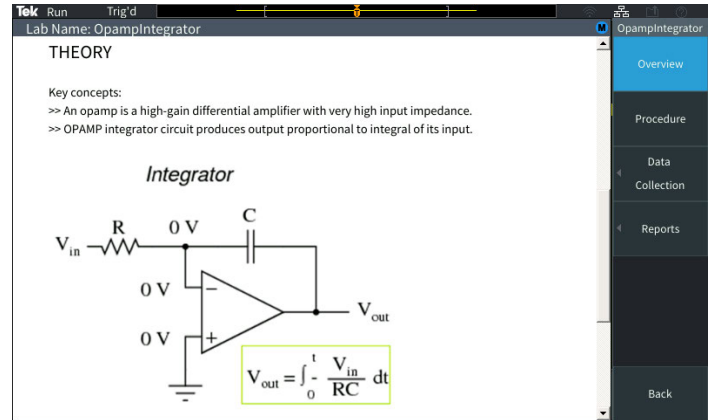 Tek Run Trig'd
Lab Name: OpampIntegrator
M
OpampIntegrator
THEORY
Key concepts:
>> An opamp is a high-gain differential amplifier with very high input impedance.
>> OPAMP integrator circuit produces output proportional to integral of its input.
Integrator
R
0 V
C
Vin
0 V
−
Vout
0 V
+
Vout = ∫0t - Vin/RC dt
Overview
Procedure
Data
Collection
Reports
Back